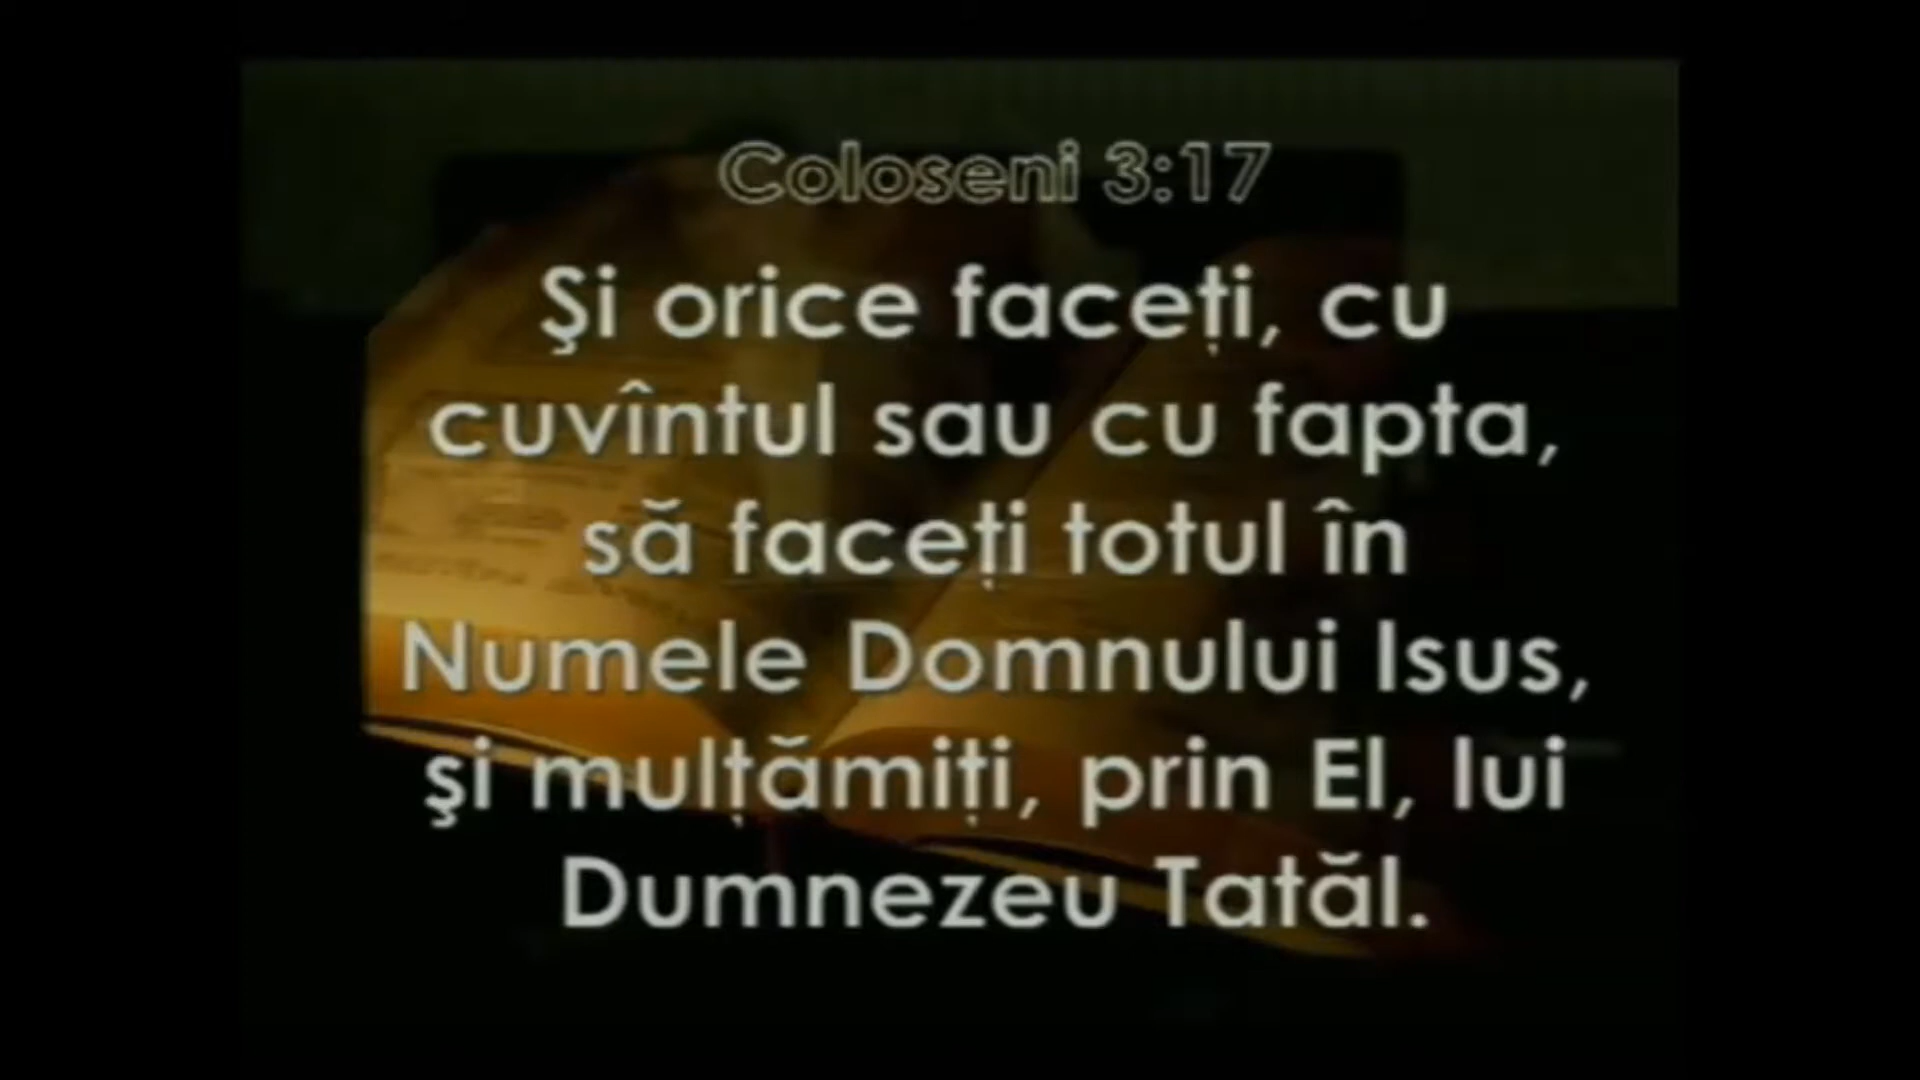 Coloseni 3:17
Şi orice faceţi, cu
cuvîntul sau cu fapta,
să faceţi totul în
Numele Domnului Isus,
şi mulţămiţi, prin El, lui
Dumnezeu Tatăl.